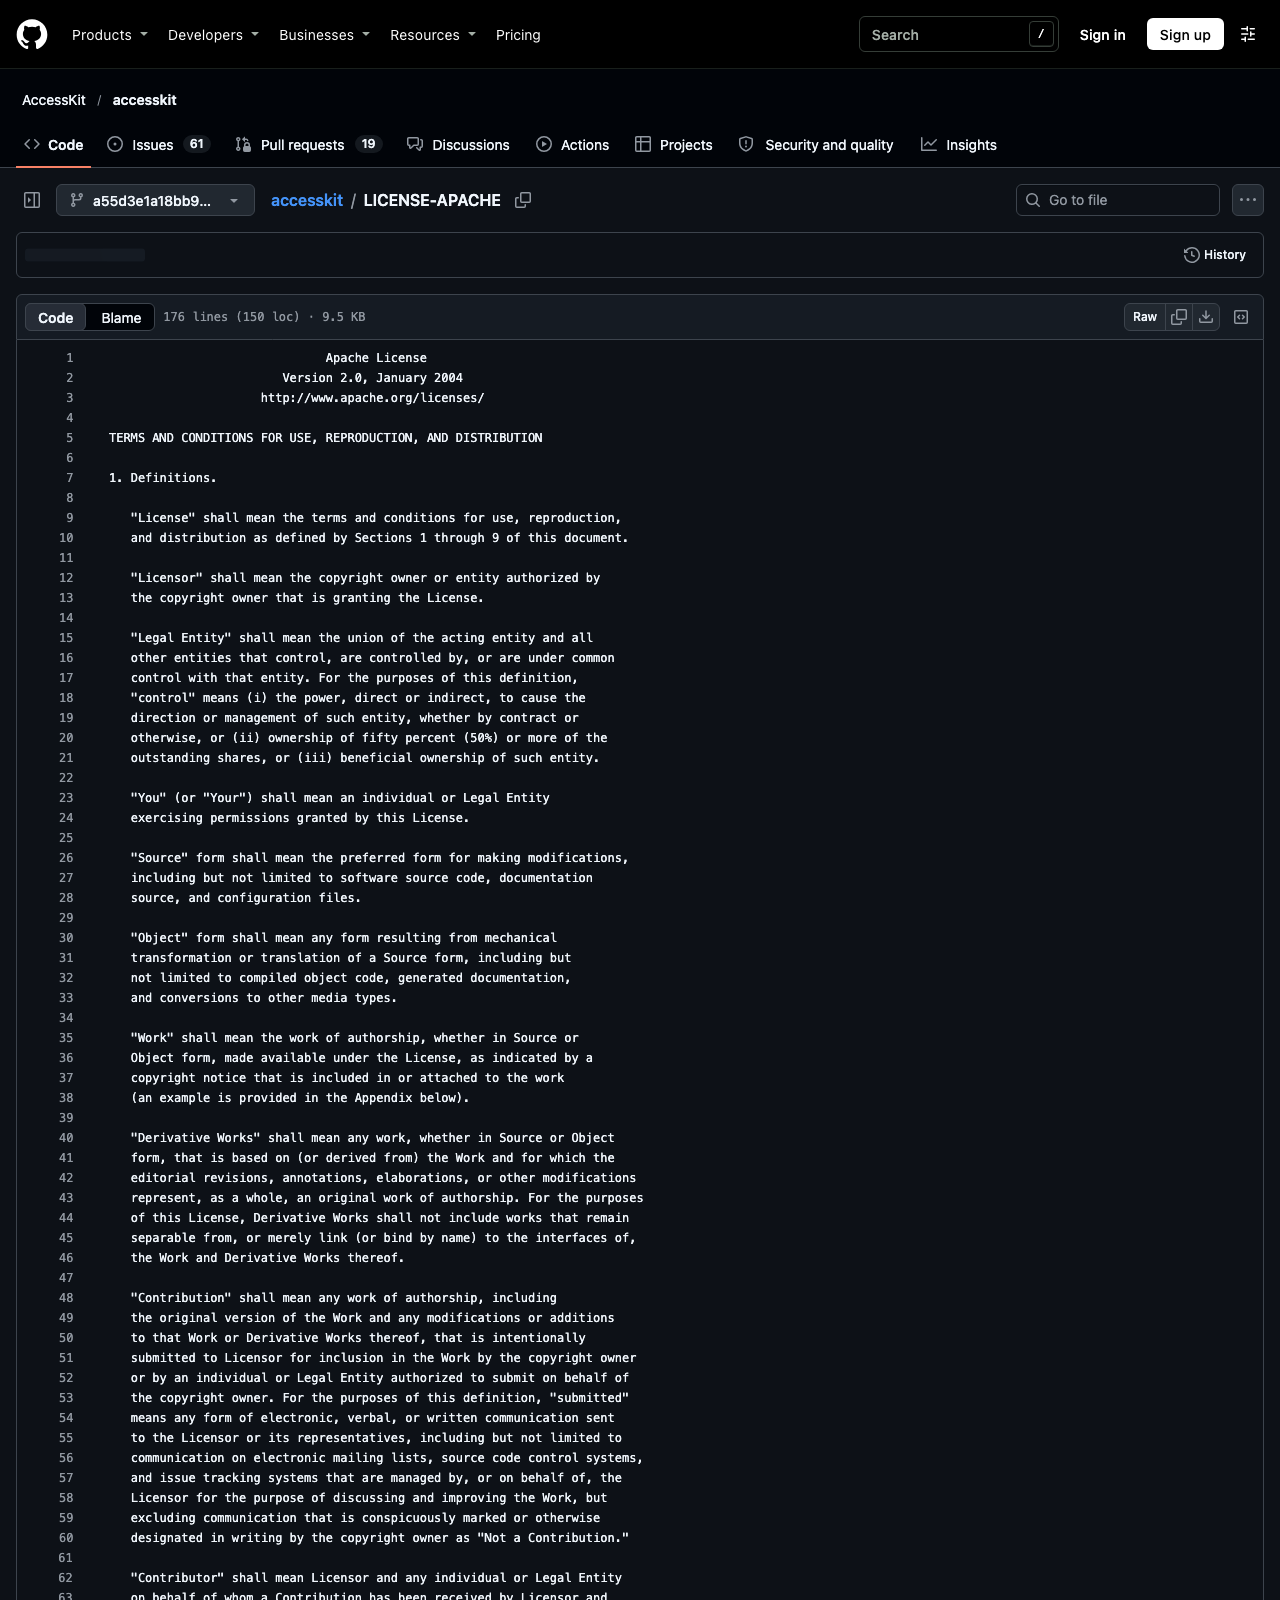 Products Developers Businesses Resources Pricing Search / Sign in Sign up
AccessKit / accesskit
Code Issues 61 Pull requests 19 Discussions Actions Projects Security and quality Insights
a55d3e1a18bb9... accesskit / LICENSE-APACHE Go to file
History
Code Blame 176 lines (150 loc) · 9.5 KB Raw
1 Apache License
2 Version 2.0, January 2004
3 http://www.apache.org/licenses/
4
5 TERMS AND CONDITIONS FOR USE, REPRODUCTION, AND DISTRIBUTION
6
7 1. Definitions.
8
9 "License" shall mean the terms and conditions for use, reproduction,
10 and distribution as defined by Sections 1 through 9 of this document.
11
12 "Licensor" shall mean the copyright owner or entity authorized by
13 the copyright owner that is granting the License.
14
15 "Legal Entity" shall mean the union of the acting entity and all
16 other entities that control, are controlled by, or are under common
17 control with that entity. For the purposes of this definition,
18 "control" means (i) the power, direct or indirect, to cause the
19 direction or management of such entity, whether by contract or
20 otherwise, or (ii) ownership of fifty percent (50%) or more of the
21 outstanding shares, or (iii) beneficial ownership of such entity.
22
23 "You" (or "Your") shall mean an individual or Legal Entity
24 exercising permissions granted by this License.
25
26 "Source" form shall mean the preferred form for making modifications,
27 including but not limited to software source code, documentation
28 source, and configuration files.
29
30 "Object" form shall mean any form resulting from mechanical
31 transformation or translation of a Source form, including but
32 not limited to compiled object code, generated documentation,
33 and conversions to other media types.
34
35 "Work" shall mean the work of authorship, whether in Source or
36 Object form, made available under the License, as indicated by a
37 copyright notice that is included in or attached to the work
38 (an example is provided in the Appendix below).
39
40 "Derivative Works" shall mean any work, whether in Source or Object
41 form, that is based on (or derived from) the Work and for which the
42 editorial revisions, annotations, elaborations, or other modifications
43 represent, as a whole, an original work of authorship. For the purposes
44 of this License, Derivative Works shall not include works that remain
45 separable from, or merely link (or bind by name) to the interfaces of,
46 the Work and Derivative Works thereof.
47
48 "Contribution" shall mean any work of authorship, including
49 the original version of the Work and any modifications or additions
50 to that Work or Derivative Works thereof, that is intentionally
51 submitted to Licensor for inclusion in the Work by the copyright owner
52 or by an individual or Legal Entity authorized to submit on behalf of
53 the copyright owner. For the purposes of this definition, "submitted"
54 means any form of electronic, verbal, or written communication sent
55 to the Licensor or its representatives, including but not limited to
56 communication on electronic mailing lists, source code control systems,
57 and issue tracking systems that are managed by, or on behalf of, the
58 Licensor for the purpose of discussing and improving the Work, but
59 excluding communication that is conspicuously marked or otherwise
60 designated in writing by the copyright owner as "Not a Contribution."
61
62 "Contributor" shall mean Licensor and any individual or Legal Entity
63 on behalf of whom a Contribution has been received by Licensor and